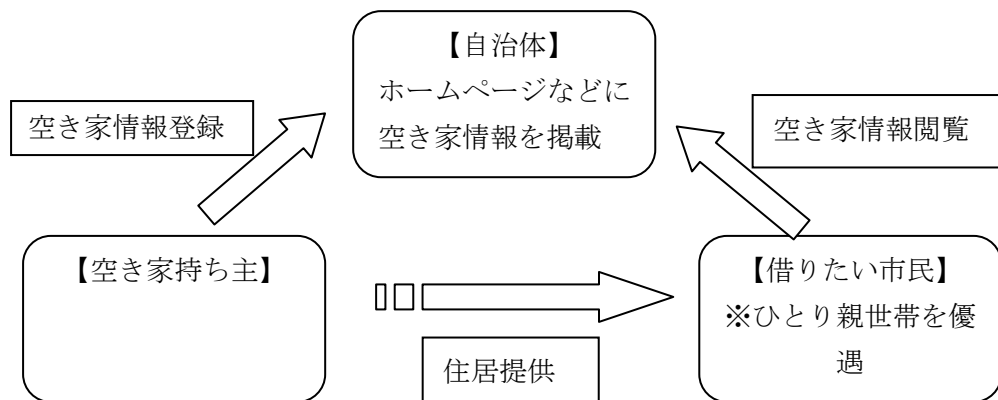 【自治体】
ホームページなどに
空き家情報を掲載
空き家情報登録
空き家情報閲覧
【空き家持ち主】
【借りたい市民】
※ひとり親世帯を優
遇
住居提供